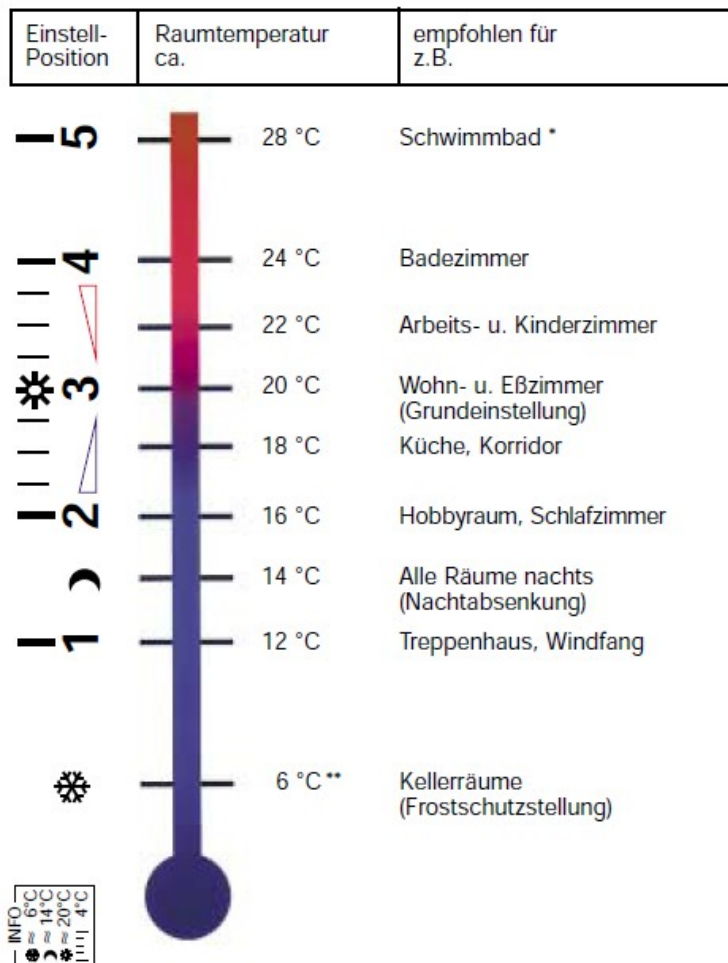 Einstell-
Position
Raumtemperatur
ca.
empfohlen für
z.B.
5 28 °C Schwimmbad *
4 24 °C Badezimmer
22 °C Arbeits- u. Kinderzimmer
3 20 °C Wohn- u. Eßzimmer
(Grundeinstellung)
18 °C Küche, Korridor
2 16 °C Hobbyraum, Schlafzimmer
14 °C Alle Räume nachts
(Nachtabsenkung)
1 12 °C Treppenhaus, Windfang
6 °C ** Kellerräume
(Frostschutzstellung)
INFO
≈ 6°C
≈ 14°C
≈ 20°C
4°C